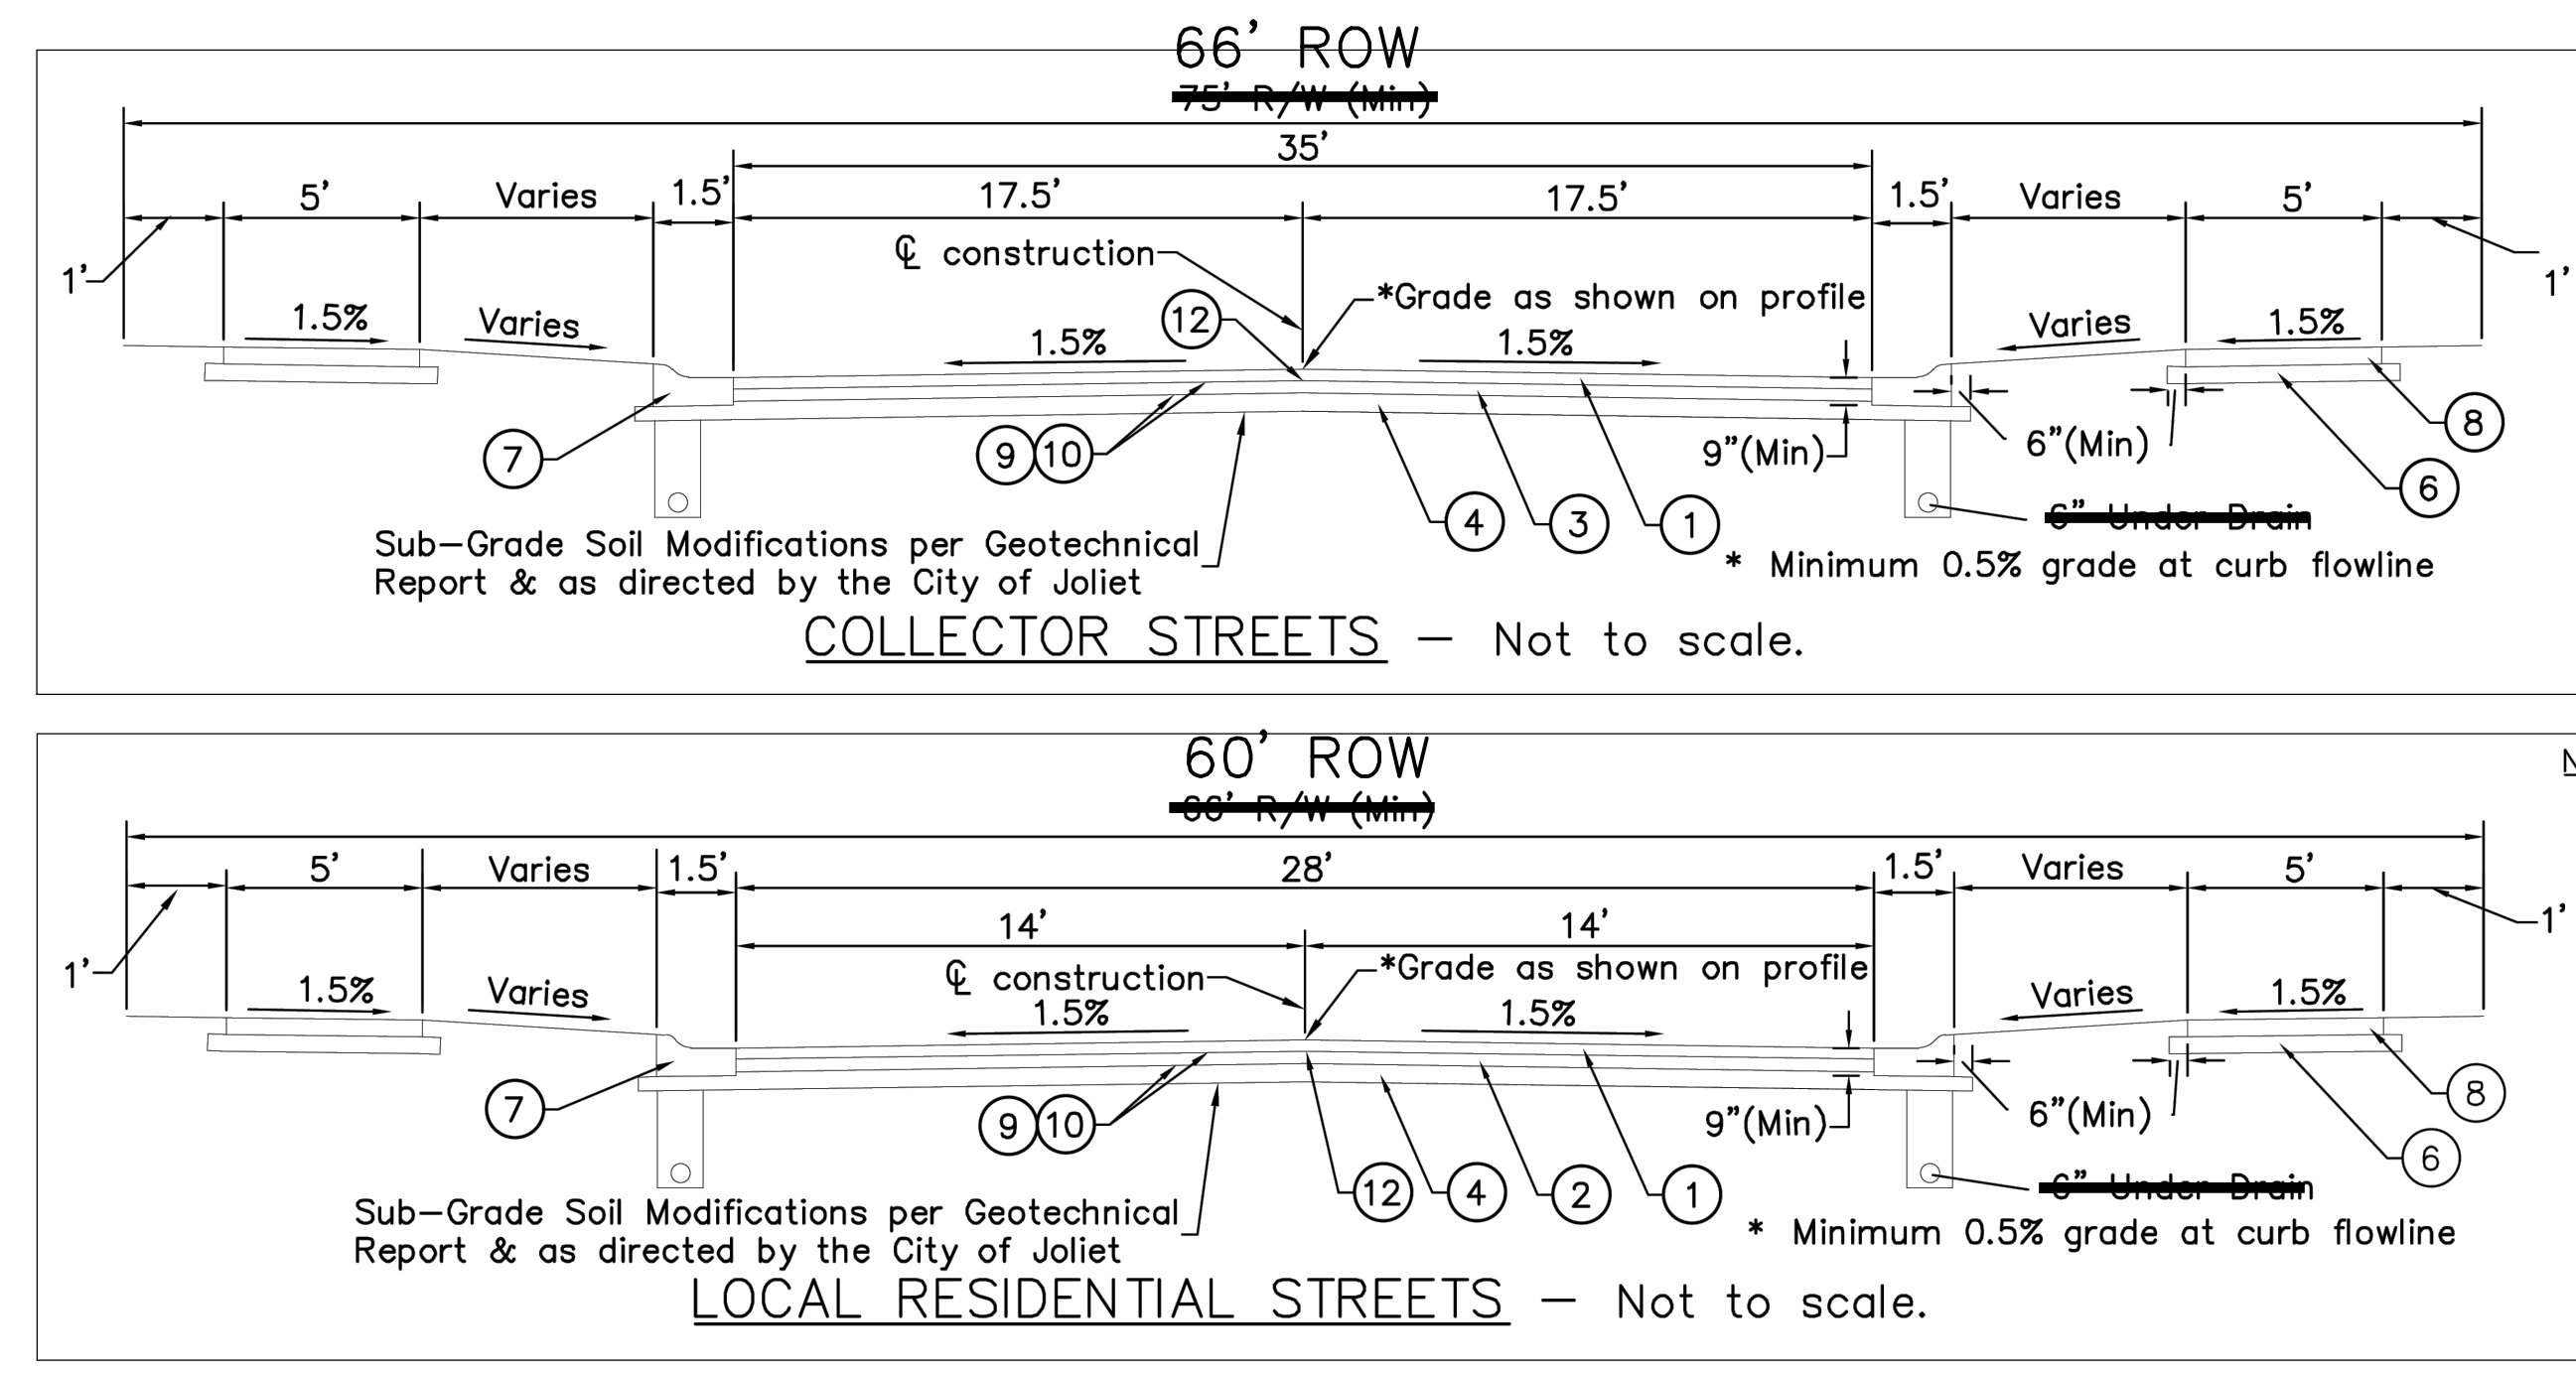 66' ROW
75' R/W (Min)
35'
5' Varies 1.5' 17.5' 17.5' 1.5' Varies 5'
℄ construction
1' 1'
*Grade as shown on profile
12
1.5% Varies 1.5% 1.5% Varies 1.5%
7 9 10 9"(Min) 6"(Min) 8
6
4 3 1 6" Under Drain
Sub-Grade Soil Modifications per Geotechnical
Report & as directed by the City of Joliet
* Minimum 0.5% grade at curb flowline
COLLECTOR STREETS - Not to scale.
60' ROW
66' R/W (Min)
5' Varies 1.5' 28' 1.5' Varies 5'
14' 14'
1' 1'
℄ construction *Grade as shown on profile
1.5% Varies 1.5% 1.5% Varies 1.5%
7 9 10 9"(Min) 6"(Min) 8
6
12 4 2 1 6" Under Drain
Sub-Grade Soil Modifications per Geotechnical
Report & as directed by the City of Joliet
* Minimum 0.5% grade at curb flowline
LOCAL RESIDENTIAL STREETS - Not to scale.